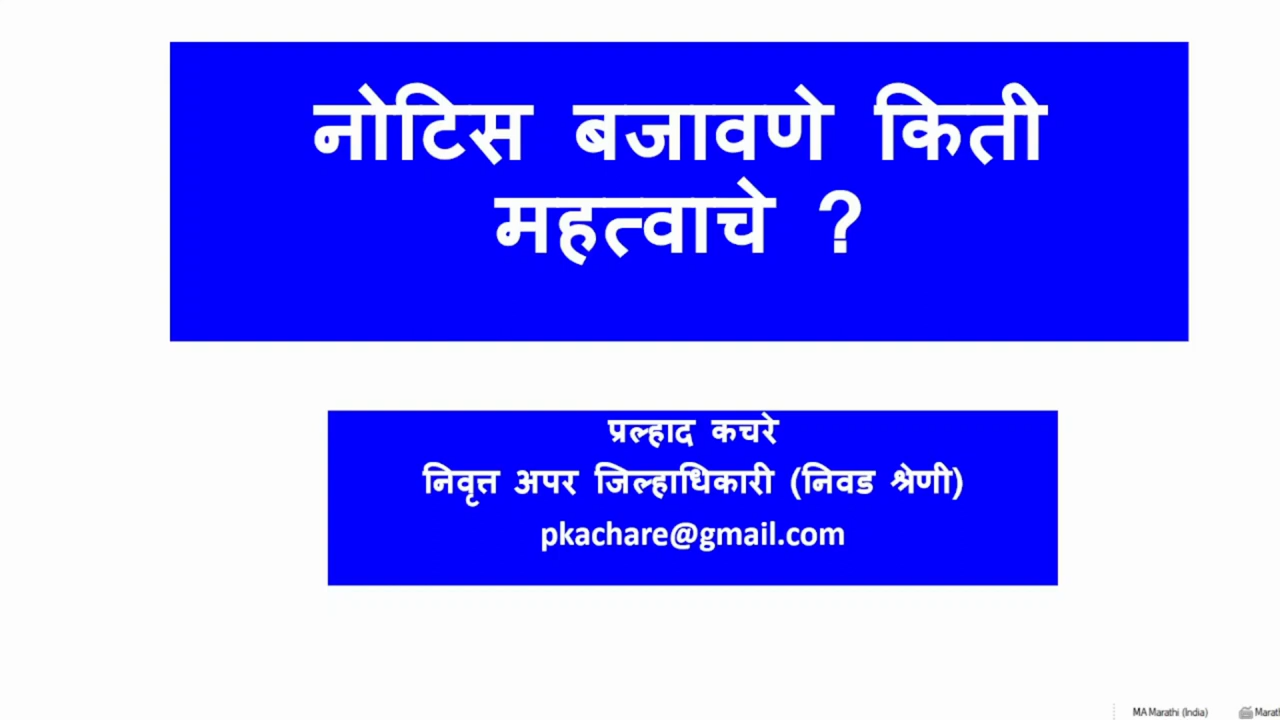 नोटिस बजावणे किती
महत्वाचे ?
प्रल्हाद कचरे
निवृत्त अपर जिल्हाधिकारी (निवड श्रेणी)
pkachare@gmail.com
MA Marathi (India)